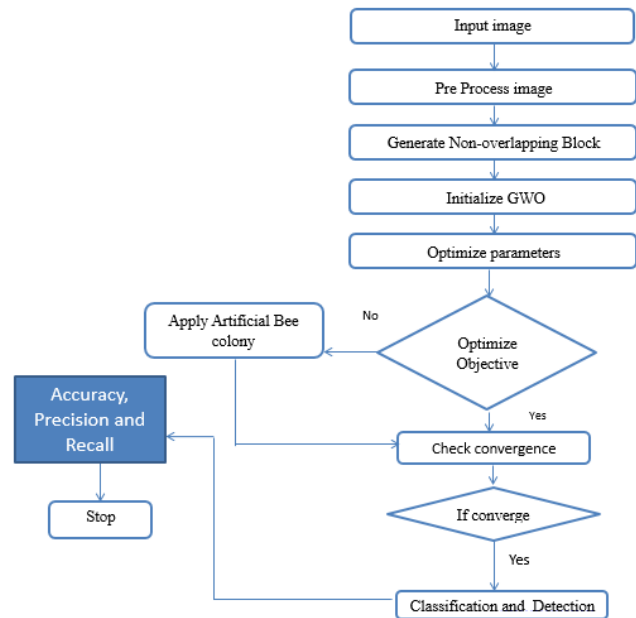 Input image
Pre Process image
Generate Non-overlapping Block
Initialize GWO
Optimize parameters
No
Apply Artificial Bee
colony
Optimize
Objective
Accuracy,
Precision and
Recall
Yes
Check convergence
Stop
If converge
Yes
Classification and Detection